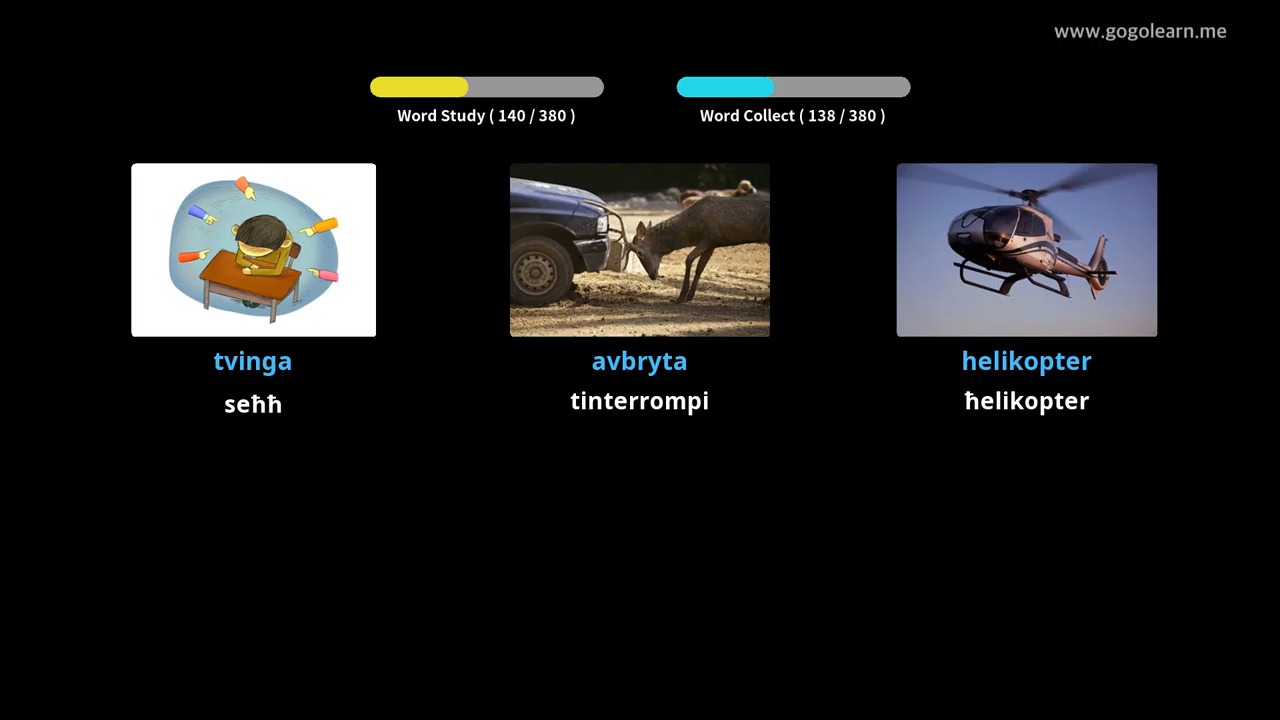 www.gogolearn.me
Word Study ( 140 / 380 )
Word Collect ( 138 / 380 )
tvinga
avbryta
helikopter
seħħ
tinterrompi
ħelikopter